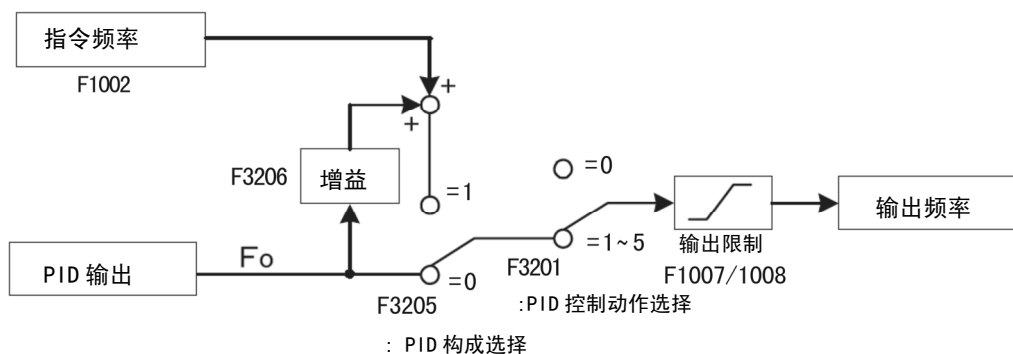 指令频率
F1002
+
+
F3206
增益
=1
=0
PID 输出
Fo
=0
F3205
=1~5
F3201
:PID 控制动作选择
输出限制
F1007/1008
输出频率
: PID 构成选择